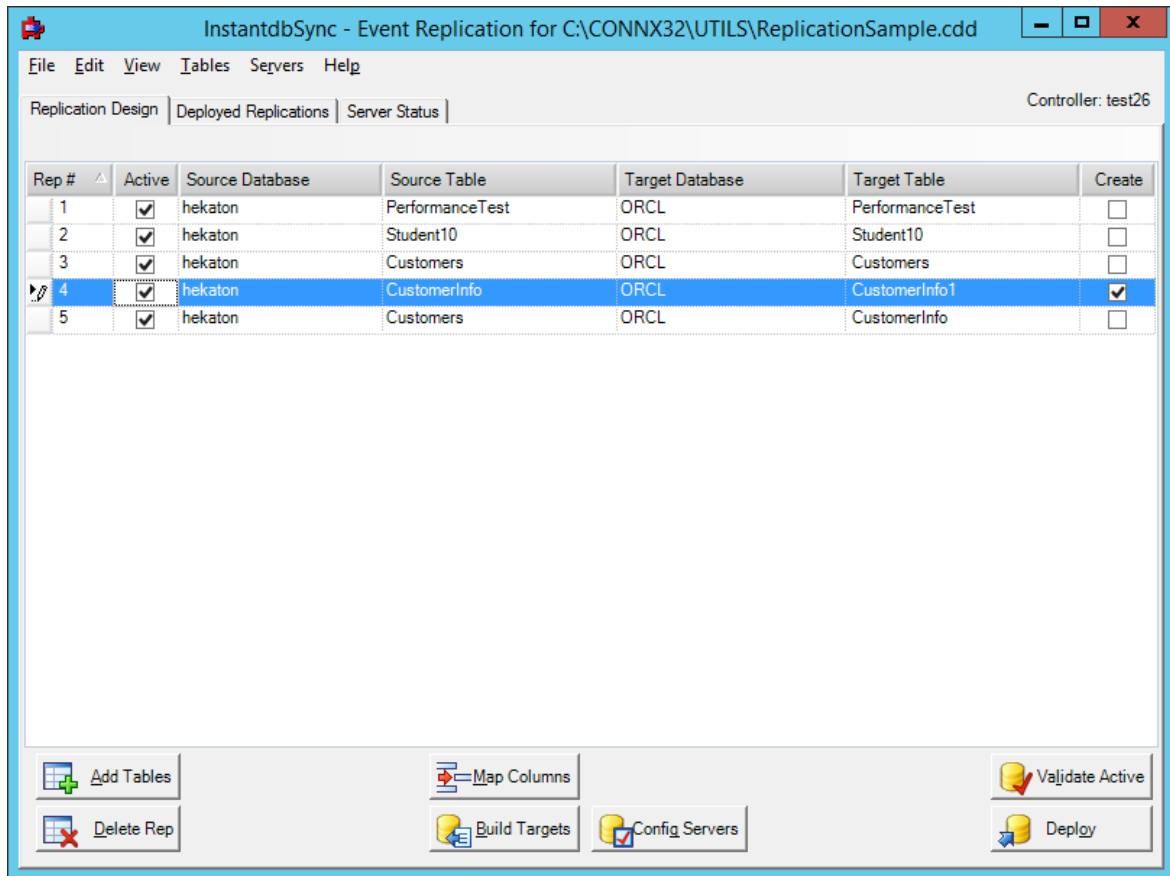 InstantdbSync - Event Replication for C:\CONNX32\UTILS\ReplicationSample.cdd
File Edit View Tables Servers Help
Replication Design Deployed Replications Server Status Controller: test26
Rep # Active Source Database Source Table Target Database Target Table Create
1 hekaton PerformanceTest ORCL PerformanceTest
2 hekaton Student10 ORCL Student10
3 hekaton Customers ORCL Customers
4 hekaton CustomerInfo ORCL CustomerInfo1
5 hekaton Customers ORCL CustomerInfo
Add Tables Map Columns Validate Active
Delete Rep Build Targets Config Servers Deploy